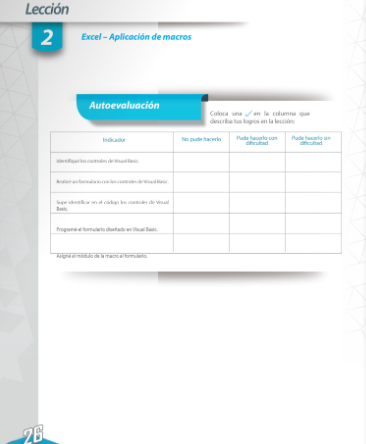 Lección
2
Excel – Aplicación de macros
Autoevaluación
Coloca una ✓ en la columna que
describa tus logros en la lección:
Indicador
No pude hacerlo
Pude hacerlo con
dificultad
Pude hacerlo sin
dificultad
Identifiqué los controles de Visual Basic.
Realicé un formulario con los controles de Visual Basic.
Supe identificar en el código los controles de Visual
Basic.
Programé el formulario diseñado en Visual Basic.
Asigné el módulo de la macro al formulario.
26